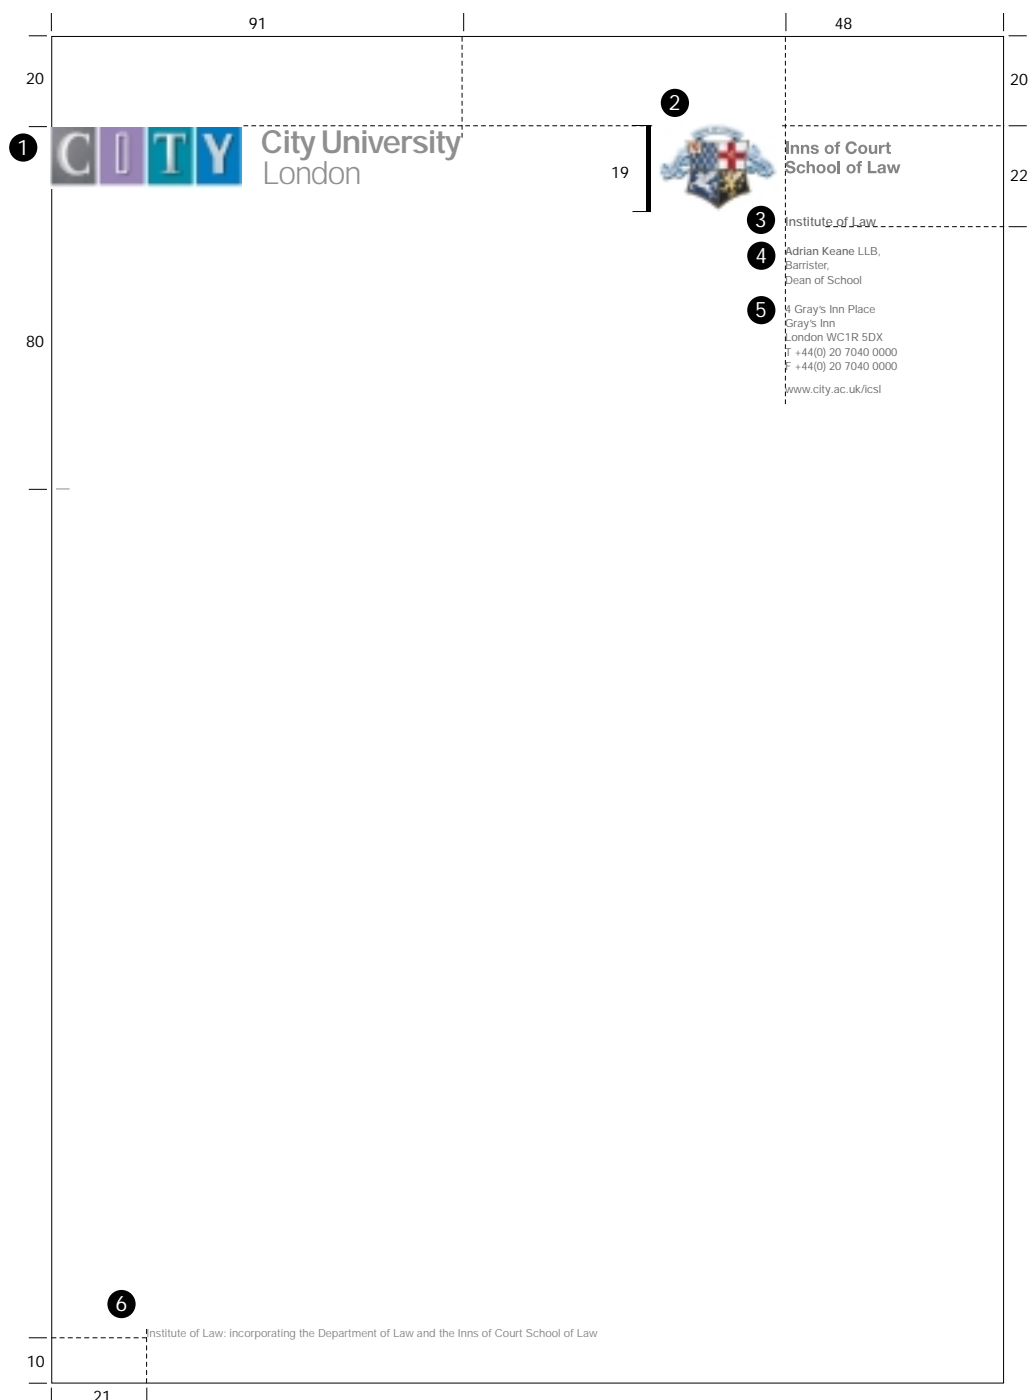 91
48
20
20
2
1
CITY
City University
London
19
Inns of Court
School of Law
22
3
Institute of Law
4
Adrian Keane LLB,
Barrister,
Dean of School
5
4 Gray's Inn Place
Gray's Inn
London WC1R 5DX
T +44(0) 20 7040 0000
F +44(0) 20 7040 0000
www.city.ac.uk/icsl
80
6
Institute of Law: incorporating the Department of Law and the Inns of Court School of Law
10
21